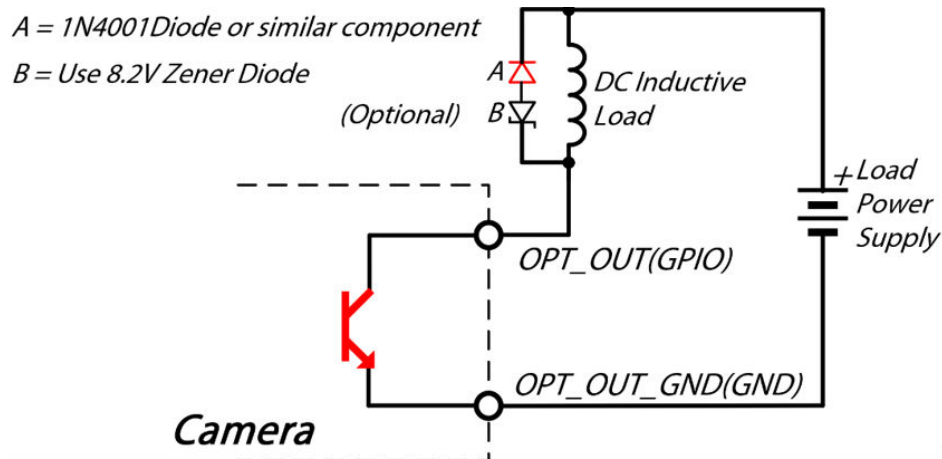 A = 1N4001Diode or similar component
B = Use 8.2V Zener Diode
A
(Optional) B
DC Inductive
Load
+
Load
Power
Supply
OPT_OUT(GPIO)
OPT_OUT_GND(GND)
Camera